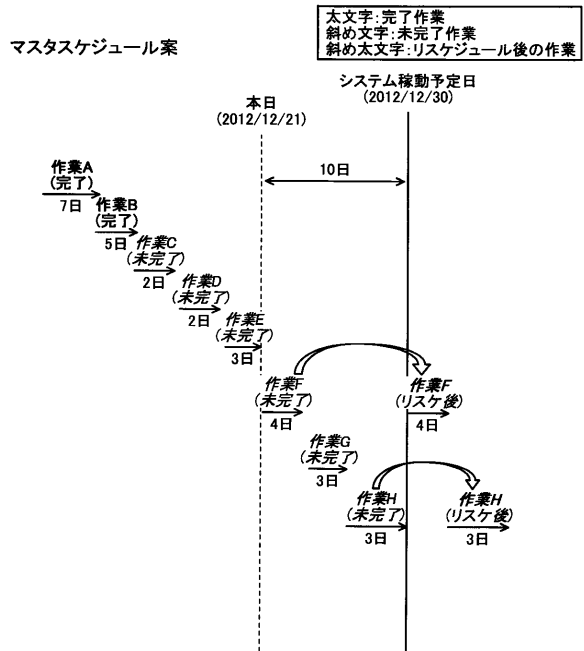 太文字:完了作業
斜め文字:未完了作業
斜め太文字:リスケジュール後の作業
マスタスケジュール案
システム稼動予定日
(2012/12/30)
本日
(2012/12/21)
10日
作業A
(完了)
7日
作業B
(完了)
5日
作業C
(未完了)
2日
作業D
(未完了)
2日
作業E
(未完了)
3日
作業F
(未完了)
4日
作業F
(リスケ後)
4日
作業G
(未完了)
3日
作業H
(未完了)
3日
作業H
(リスケ後)
3日